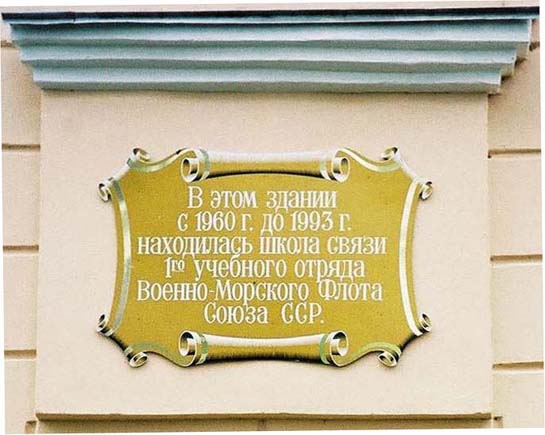 В этом здании
с 1960 г. до 1993 г.
находилась школа связи
1го учебного отряда
Военно-Морского Флота
Союза ССР.